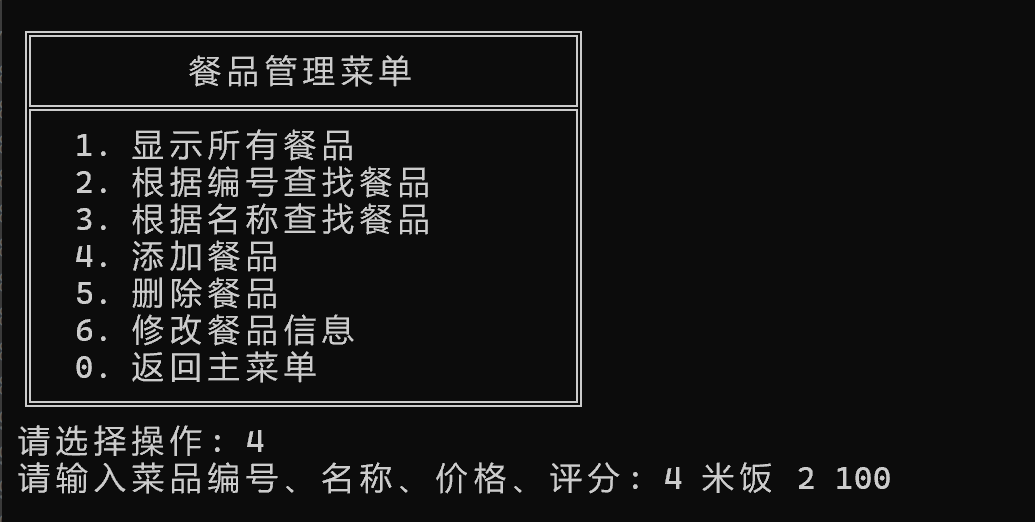 餐品管理菜单
1. 显示所有餐品
2. 根据编号查找餐品
3. 根据名称查找餐品
4. 添加餐品
5. 删除餐品
6. 修改餐品信息
0. 返回主菜单
请选择操作: 4
请输入菜品编号、名称、价格、评分: 4 米饭 2 100